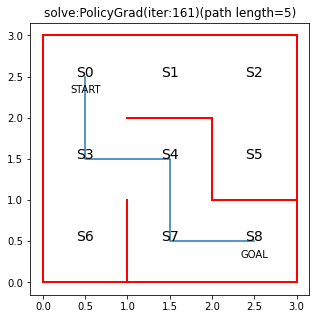 solve:PolicyGrad(iter:161)(path length=5)
3.0
2.5
2.0
1.5
1.0
0.5
0.0
S0 S1 S2
START
S3 S4 S5
S6 S7 S8
GOAL
0.0 0.5 1.0 1.5 2.0 2.5 3.0